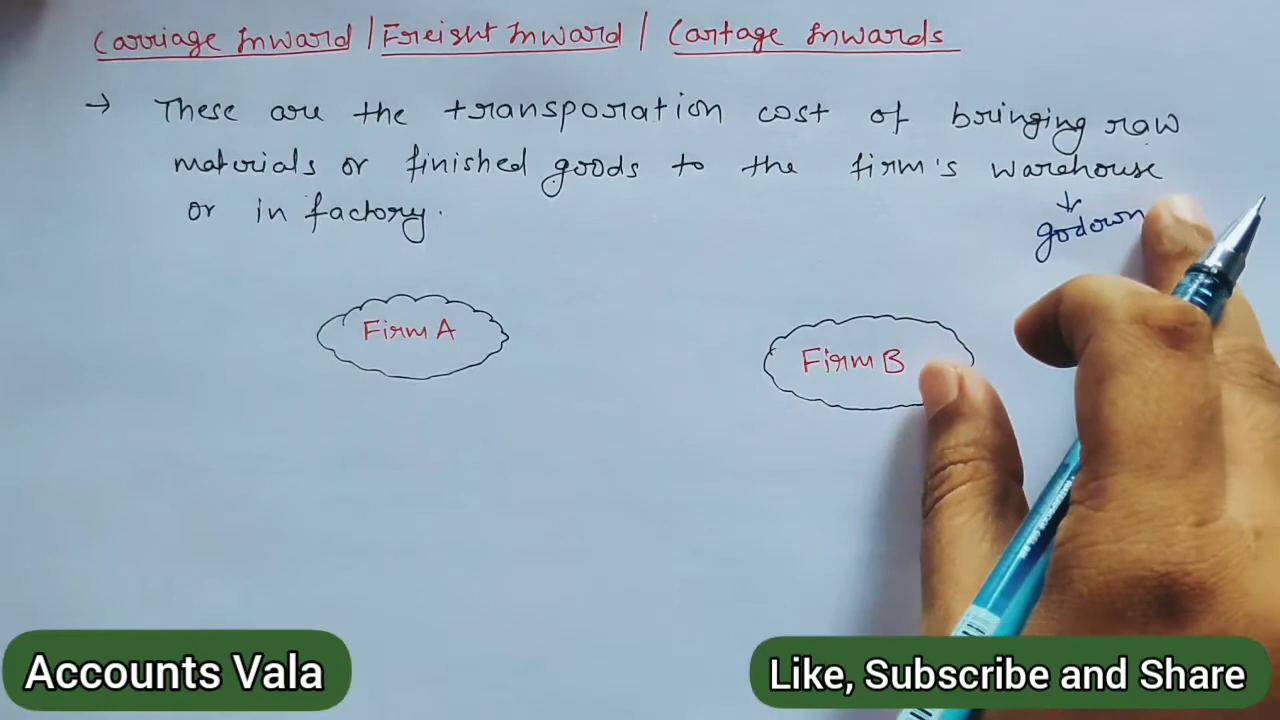 Carriage Inward / Freight Inward / Cartage Inwards
→ These are the transporation cost of bringing raw
materials or finished goods to the firm's warehouse
or in factory.
godown
Firm A
Firm B
Accounts Vala
Like, Subscribe and Share